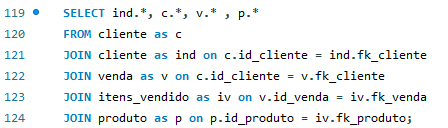 119 SELECT ind.*, c.*, v.* , p.*
120 FROM cliente as c
121 JOIN cliente as ind on c.id_cliente = ind.fk_cliente
122 JOIN venda as v on c.id_cliente = v.fk_cliente
123 JOIN itens_vendido as iv on v.id_venda = iv.fk_venda
124 JOIN produto as p on p.id_produto = iv.fk_produto;